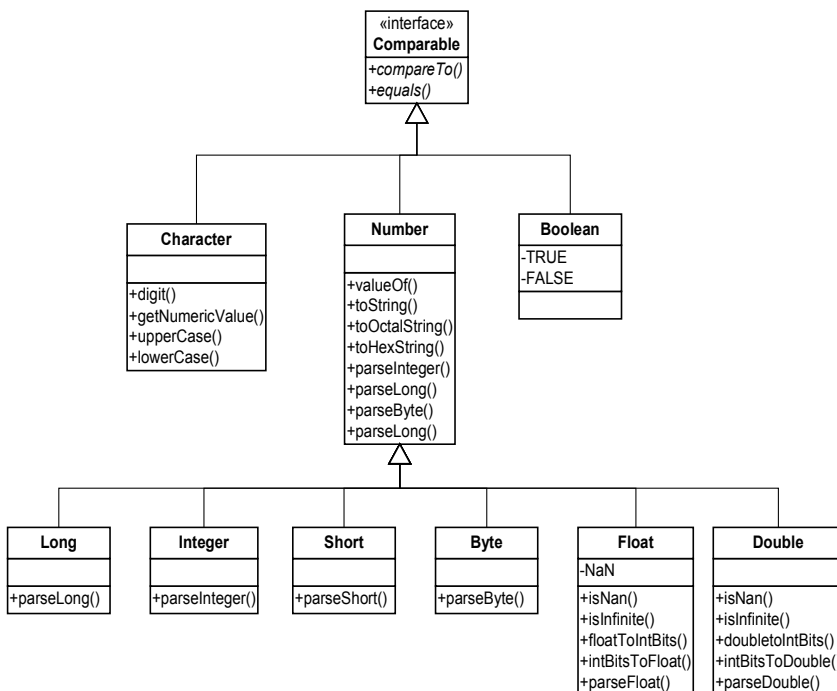 «interface»
Comparable
+compareTo()
+equals()
Character
+digit()
+getNumericValue()
+upperCase()
+lowerCase()
Number
+valueOf()
+toString()
+toOctalString()
+toHexString()
+parseInteger()
+parseLong()
+parseByte()
+parseLong()
Boolean
-TRUE
-FALSE
Long
+parseLong()
Integer
+parseInteger()
Short
+parseShort()
Byte
+parseByte()
Float
-NaN
+isNan()
+isInfinite()
+floatToIntBits()
+intBitsToFloat()
+parseFloat()
Double
+isNan()
+isInfinite()
+doubletoIntBits()
+intBitsToDouble(
+parseDouble()